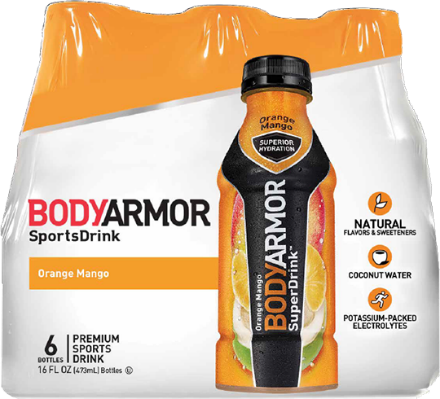 BODYARMOR
SportsDrink
Orange Mango
6
BOTTLES
PREMIUM
SPORTS
DRINK
16 FL OZ (473mL) Bottles
Orange
Mango
SUPERIOR
HYDRATION
Orange Mango
BODYARMOR
SuperDrink™
NATURAL
FLAVORS & SWEETENERS
COCONUT WATER
POTASSIUM-PACKED
ELECTROLYTES